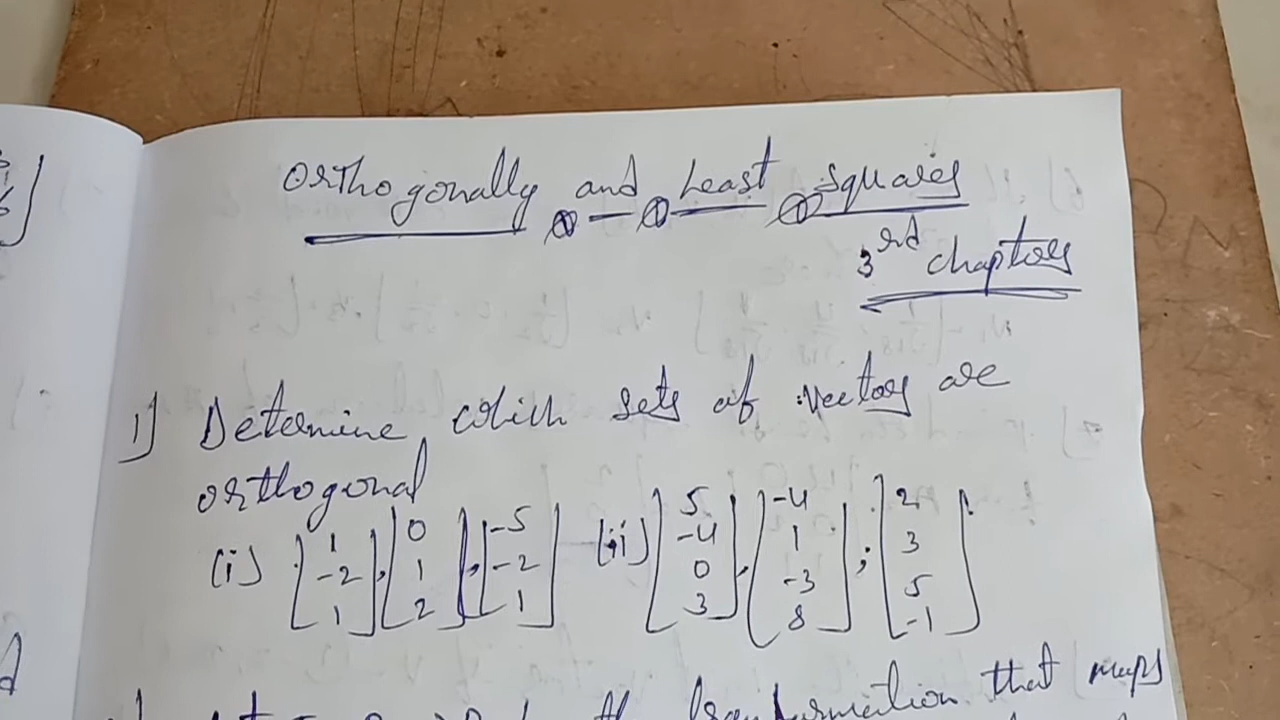 Orthogonally and Least Squares
3rd chapter
1] Determine which sets of vectors are
orthogonal
(i) [1 -2 1], [0 1 2], [-5 -2 1] (ii) [5 -4 0 3], [-4 1 -3 8], [2 3 5 -1]
the transformation that maps